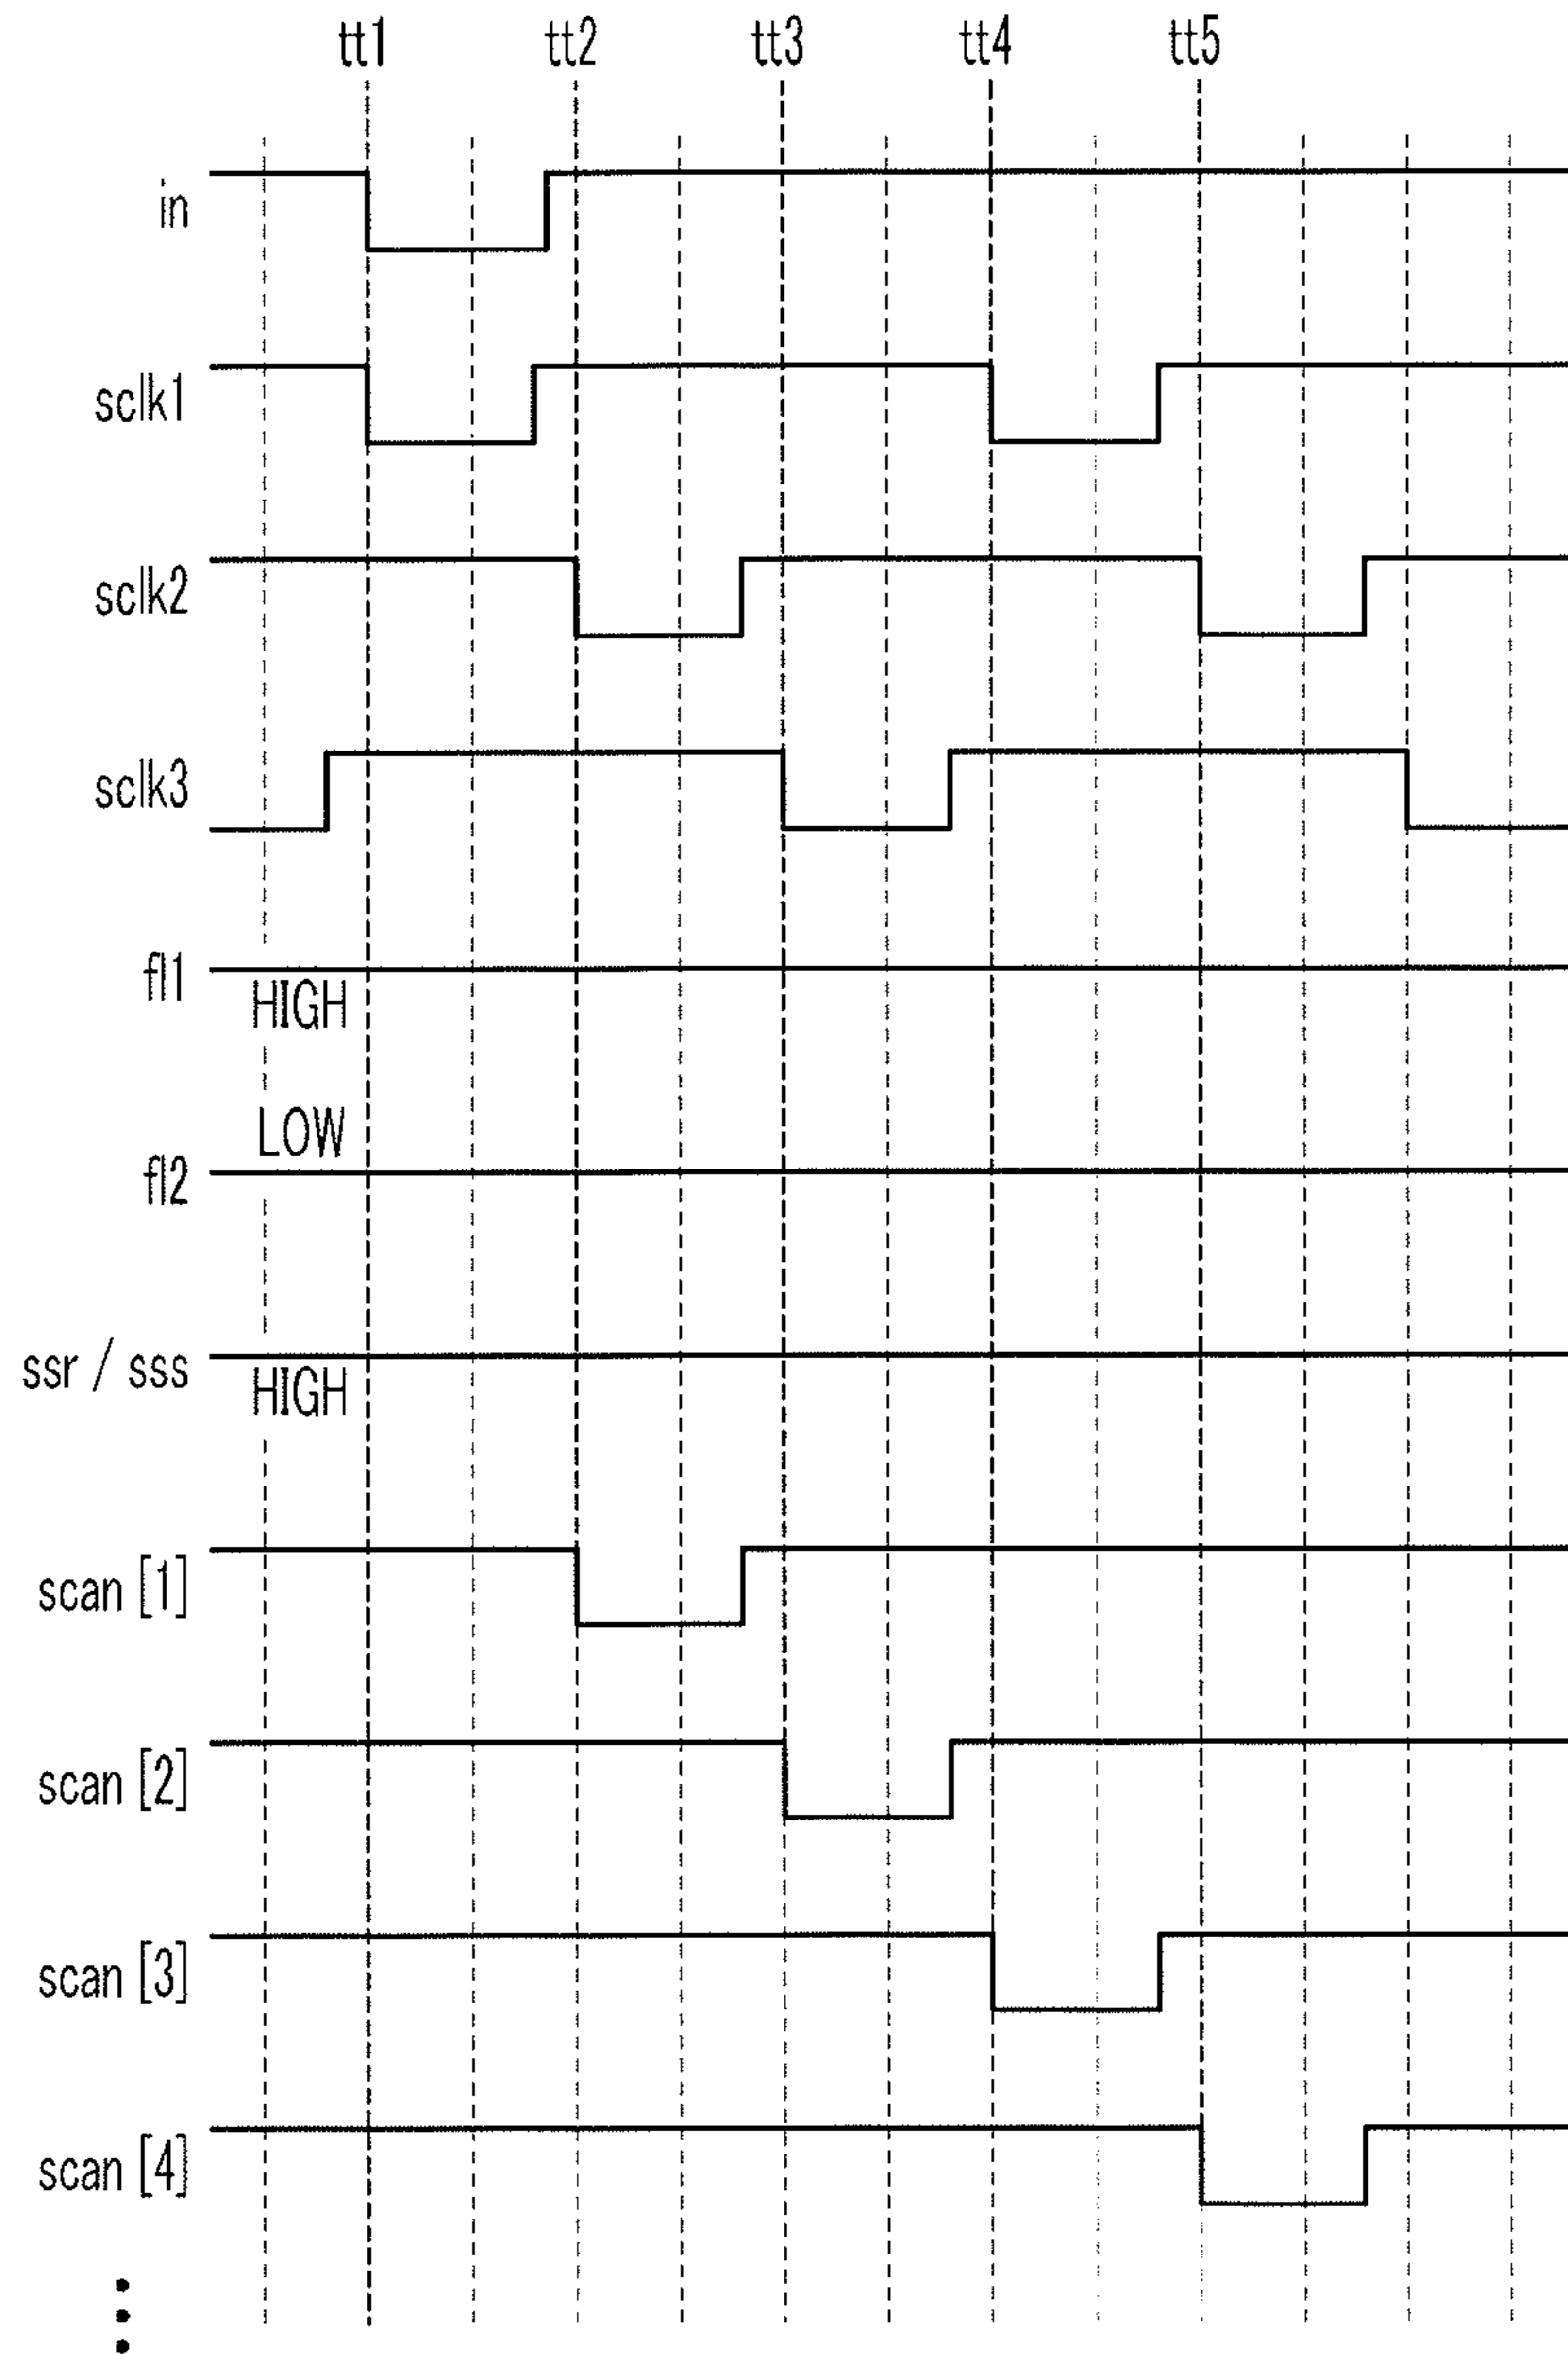 tt1 tt2 tt3 tt4 tt5
in
sclk1
sclk2
sclk3
fl1
HIGH
LOW
fl2
ssr / sss
HIGH
scan [1]
scan [2]
scan [3]
scan [4]